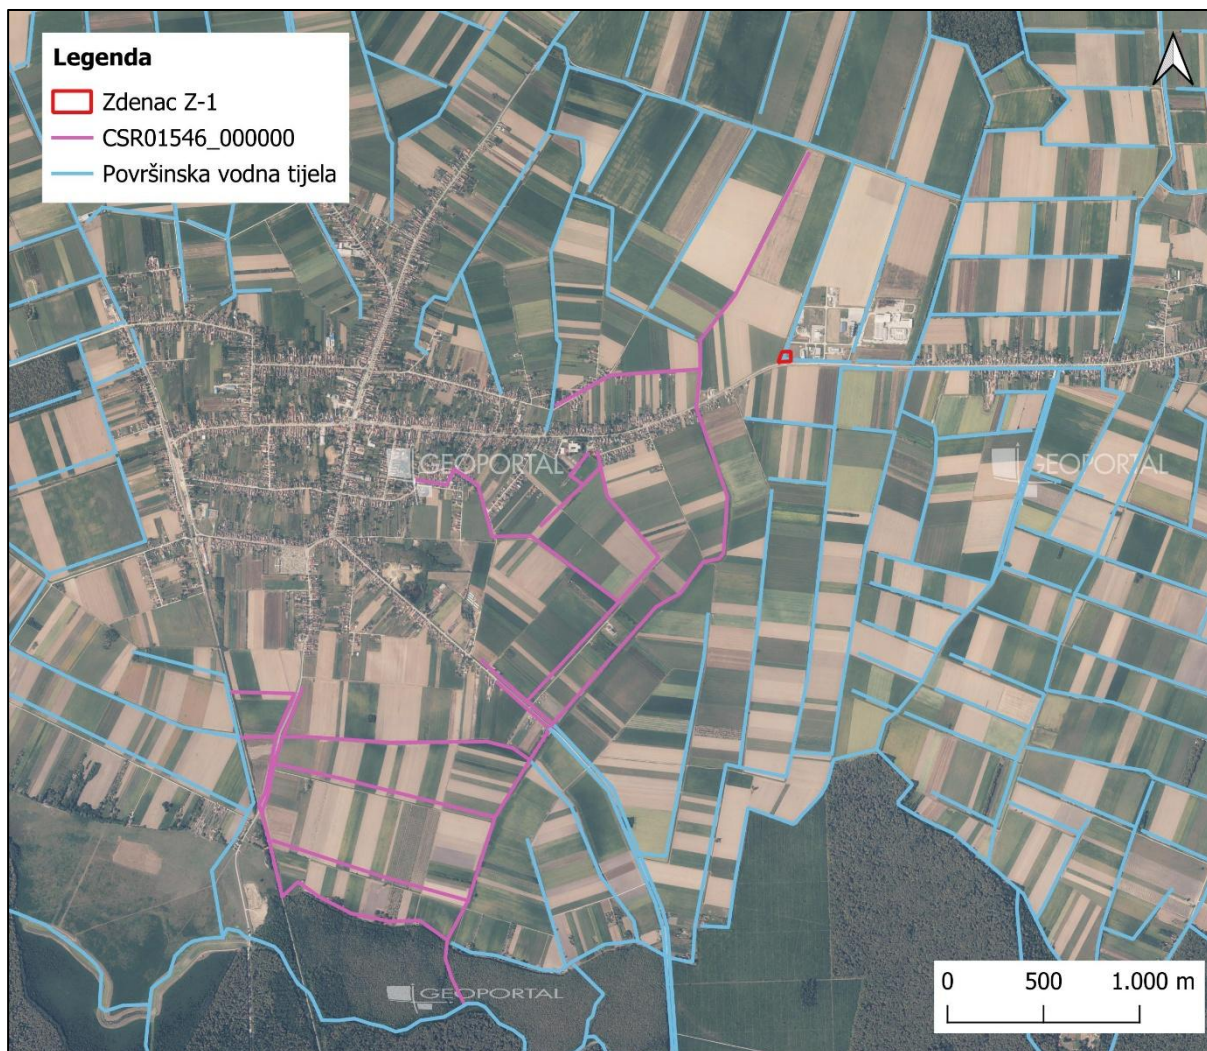 Legenda
Zdenac Z-1
CSR01546_000000
Površinska vodna tijela
GEOPORTAL
GEOPORTAL
GEOPORTAL
0 500 1.000 m